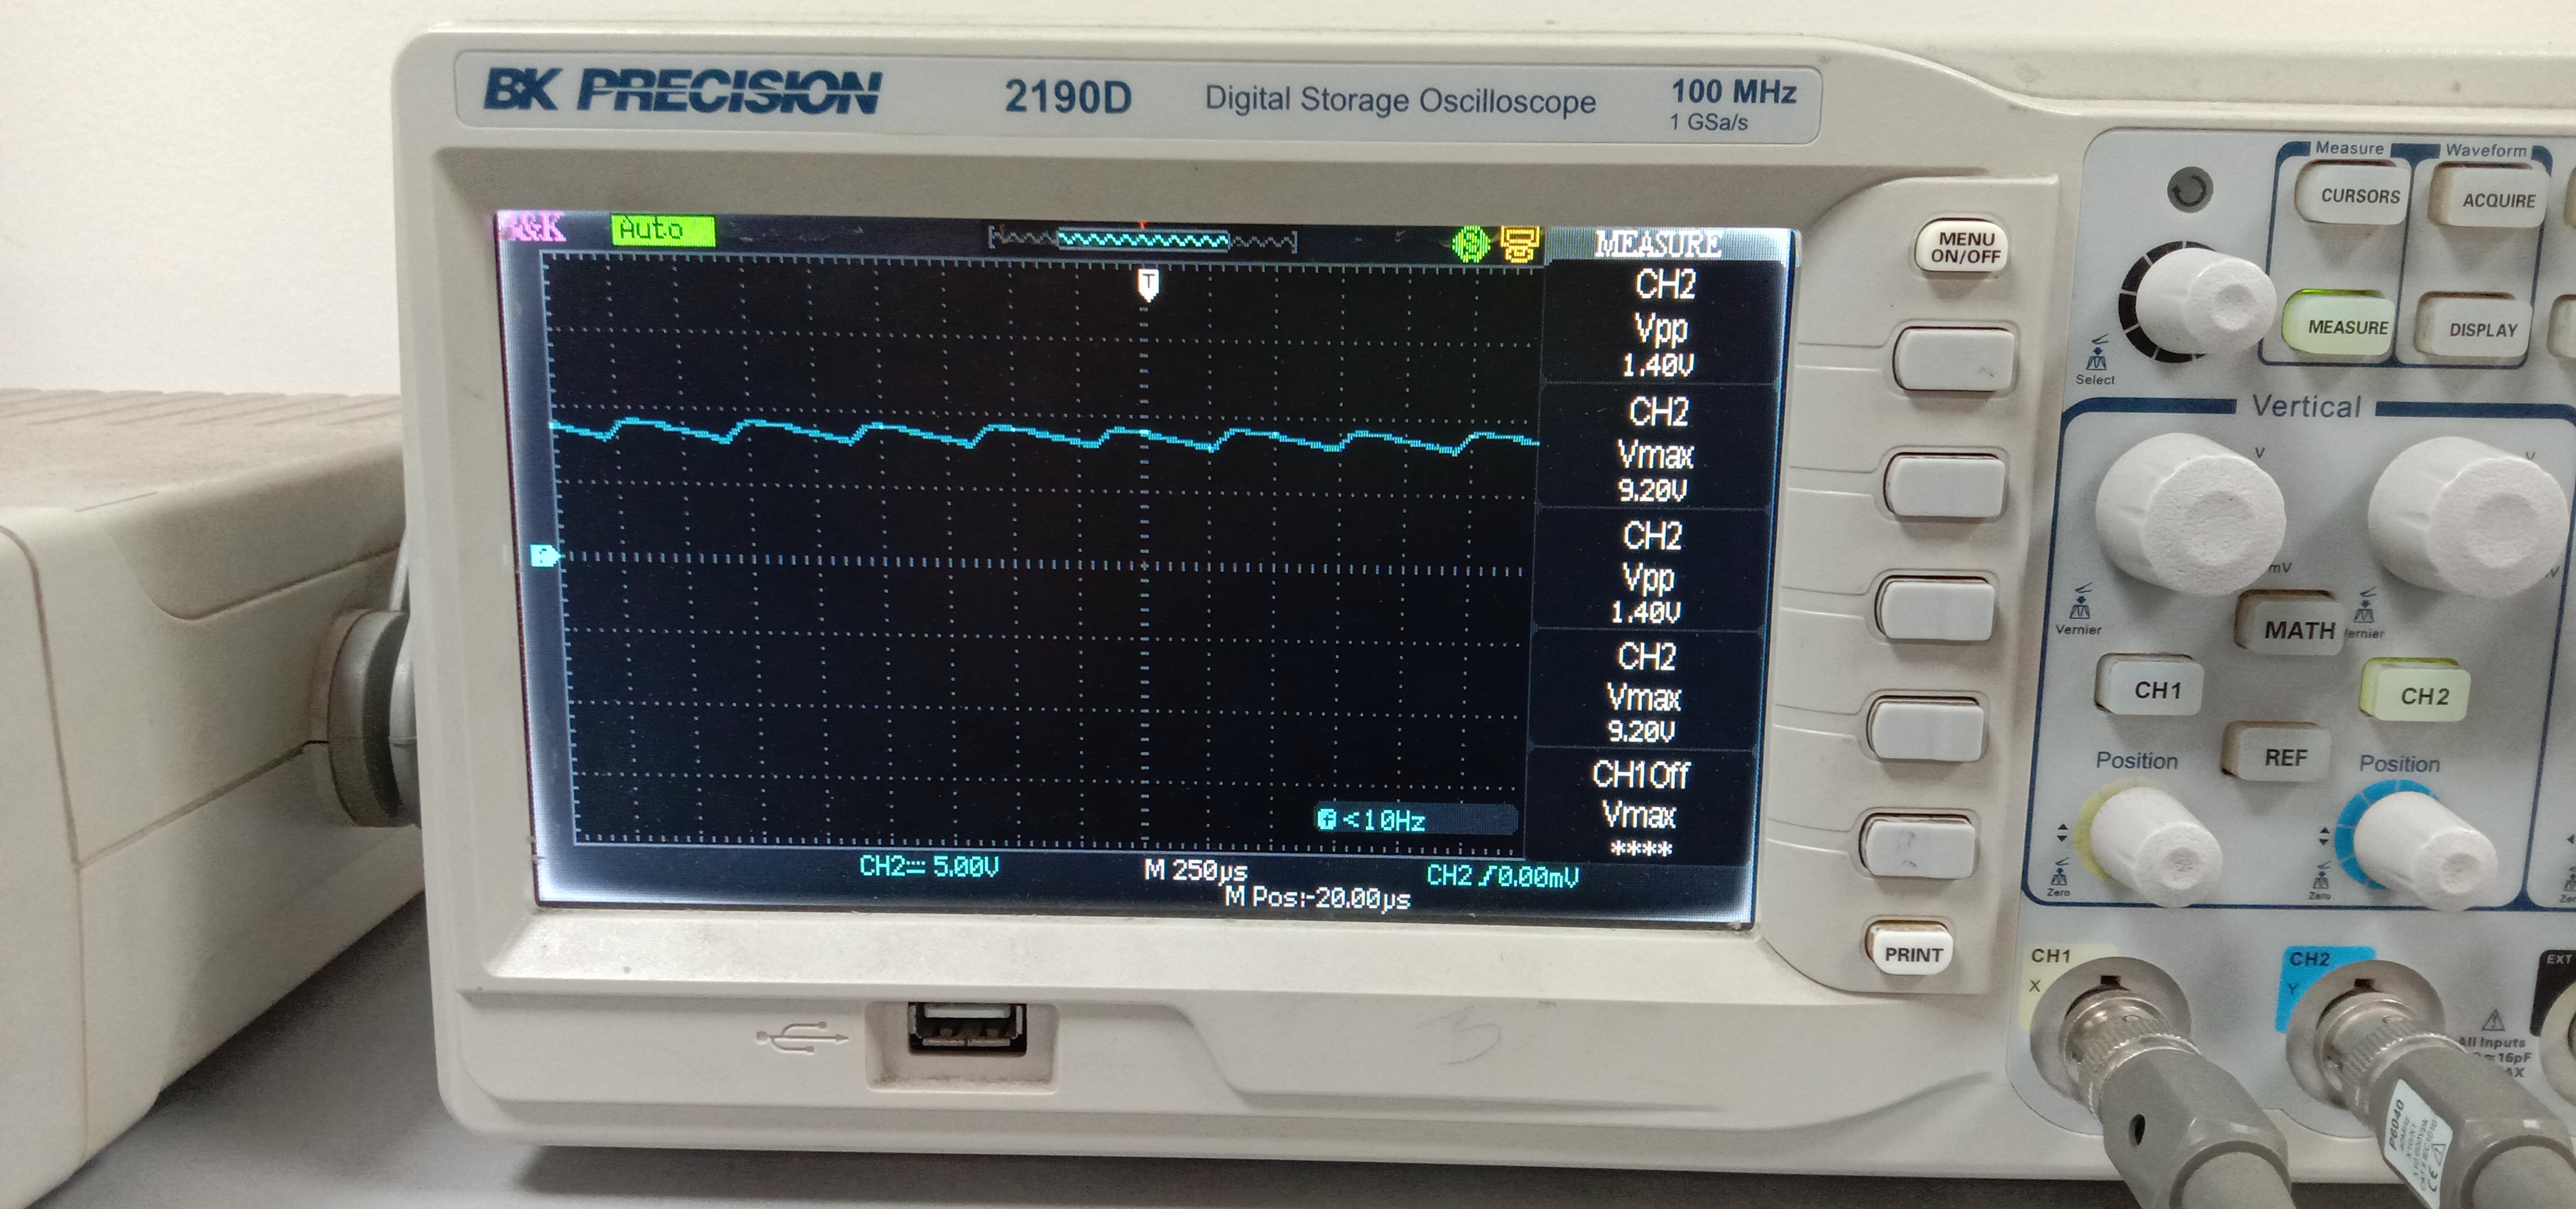 BK PRECISION
2190D
Digital Storage Oscilloscope
100 MHz
1 GSa/s
Auto
T
MEASURE
CH2
Vpp
1.40V
CH2
Vmax
9.20V
CH2
Vpp
1.40V
CH2
Vmax
9.20V
CH1Off
Vmax
****
<10Hz
CH2 5.00V
M 250µs
CH2 /0.00mV
M Pos:-20.00µs
MENU
ON/OFF
PRINT
Select
Measure
Waveform
CURSORS
ACQUIRE
MEASURE
DISPLAY
Vertical
V
V
mV
Vernier
MATH
CH1
CH2
REF
Position
Position
Zero
Zero
CH1
X
CH2
Y
EXT
All Inputs
P6040
CE